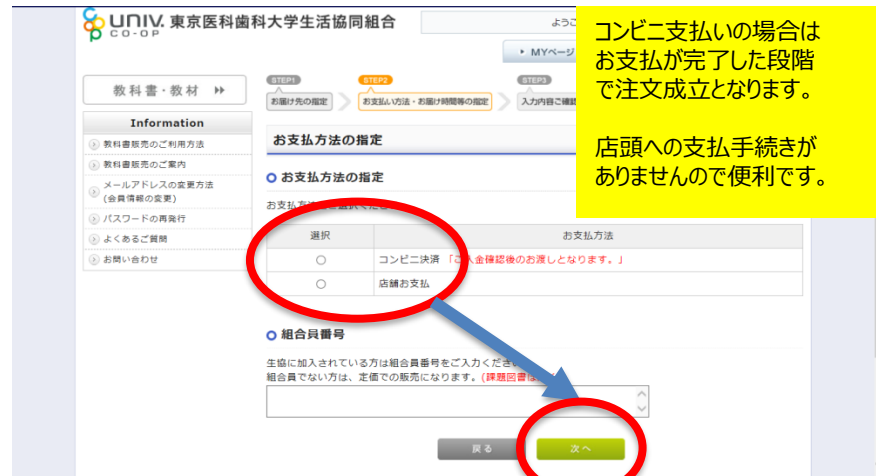 UNIV.
CO-OP
東京医科歯科大学生活協同組合
ようこ
MYページ
コンビニ支払いの場合は
お支払が完了した段階
で注文成立となります。
店頭への支払手続きが
ありませんので便利です。
教科書・教材
Information
教科書販売のご利用方法
教科書販売のご案内
メールアドレスの変更方法
(会員情報の変更)
パスワードの再発行
よくあるご質問
お問い合わせ
STEP1
STEP2
STEP3
お届け先の指定
お支払い方法・お届け時間等の指定
入力内容ご確認
お支払方法の指定
お支払方法の指定
お支払
選択
お支払方法
コンビニ決済 「ご入金確認後のお渡しとなります。」
店舗お支払
組合員番号
生協に加入されている方は組合員番号をご入力ください
組合員でない方は、定価での販売になります。(課題図書は
戻る
次へ